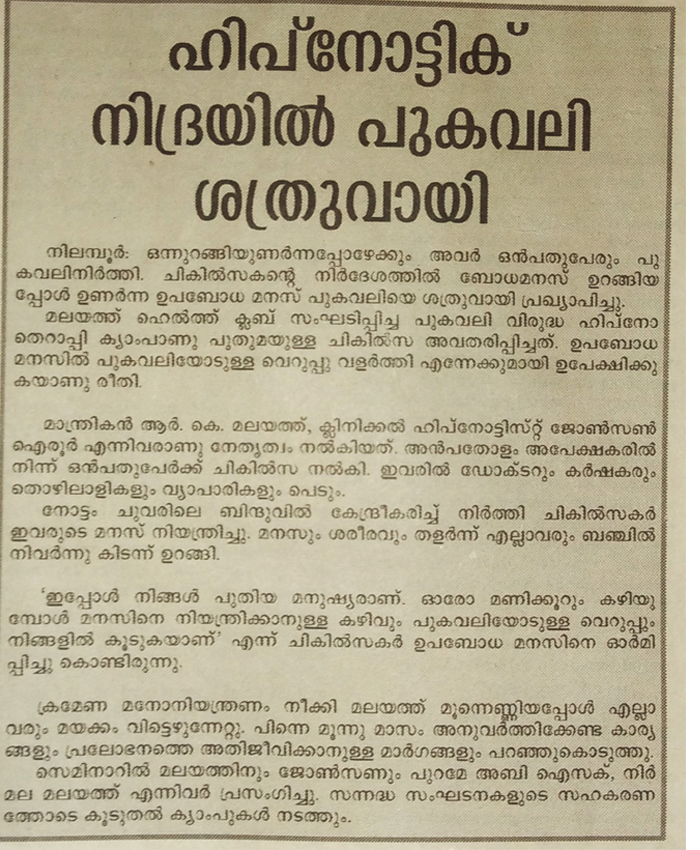 ഹിപ്നോട്ടിക്
നിദ്രയിൽ പുകവലി
ശത്രുവായി
നിലമ്പൂർ: ഒന്നുറങ്ങിയുണർന്നപ്പോഴേക്കും അവർ ഒൻപതുപേരും പു
കവലിനിർത്തി. ചികിൽസകന്റെ നിർദേശത്തിൽ ബോധമനസ് ഉറങ്ങിയ
പ്പോൾ ഉണർന്ന ഉപബോധ മനസ് പുകവലിയെ ശത്രുവായി പ്രഖ്യാപിച്ചു.
മലയത്ത് ഹെൽത്ത് ക്ലബ് സംഘടിപ്പിച്ച പുകവലി വിരുദ്ധ ഹിപ്നോ
തെറാപ്പി ക്യാംപാണു പുതുമയുള്ള ചികിൽസ അവതരിപ്പിച്ചത്. ഉപബോധ
മനസിൽ പുകവലിയോടുള്ള വെറുപ്പു വളർത്തി എന്നേക്കുമായി ഉപേക്ഷിക്കു
കയാണു രീതി.
മാന്ത്രികൻ ആർ. കെ. മലയത്ത്, ക്ലിനിക്കൽ ഹിപ്നോട്ടിസ്റ്റ് ജോൺസൺ
ഐരൂർ എന്നിവരാണു നേതൃത്വം നൽകിയത്. അൻപതോളം അപേക്ഷകരിൽ
നിന്ന് ഒൻപതുപേർക്ക് ചികിൽസ നൽകി. ഇവരിൽ ഡോക്ടറും കർഷകരും
തൊഴിലാളികളും വ്യാപാരികളും പെടും.
നോട്ടം ചുവരിലെ ബിന്ദുവിൽ കേന്ദ്രീകരിച്ച് നിർത്തി ചികിൽസകർ
ഇവരുടെ മനസ് നിയന്ത്രിച്ചു. മനസും ശരീരവും തളർന്ന് എല്ലാവരും ബഞ്ചിൽ
നിവർന്നു കിടന്ന് ഉറങ്ങി.
'ഇപ്പോൾ നിങ്ങൾ പുതിയ മനുഷ്യരാണ്. ഓരോ മണിക്കൂറും കഴിയു
മ്പോൾ മനസിനെ നിയന്ത്രിക്കാനുള്ള കഴിവും പുകവലിയോടുള്ള വെറുപ്പും
നിങ്ങളിൽ കൂടുകയാണ്' എന്ന് ചികിൽസകർ ഉപബോധ മനസിനെ ഓർമി
പ്പിച്ചു കൊണ്ടിരുന്നു.
ക്രമേണ മനോനിയന്ത്രണം നീക്കി മലയത്ത് മൂന്നെണ്ണിയപ്പോൾ എല്ലാ
വരും മയക്കം വിട്ടെഴുന്നേറ്റു. പിന്നെ മൂന്നു മാസം അനുവർത്തിക്കേണ്ട കാര്യ
ങ്ങളും പ്രലോഭനത്തെ അതിജീവിക്കാനുള്ള മാർഗങ്ങളും പറഞ്ഞുകൊടുത്തു.
സെമിനാറിൽ മലയത്തിനും ജോൺസണും പുറമേ അബി ഐസക്, നിർ
മല മലയത്ത് എന്നിവർ പ്രസംഗിച്ചു. സന്നദ്ധ സംഘടനകളുടെ സഹകരണ
ത്തോടെ കൂടുതൽ ക്യാംപുകൾ നടത്തും.